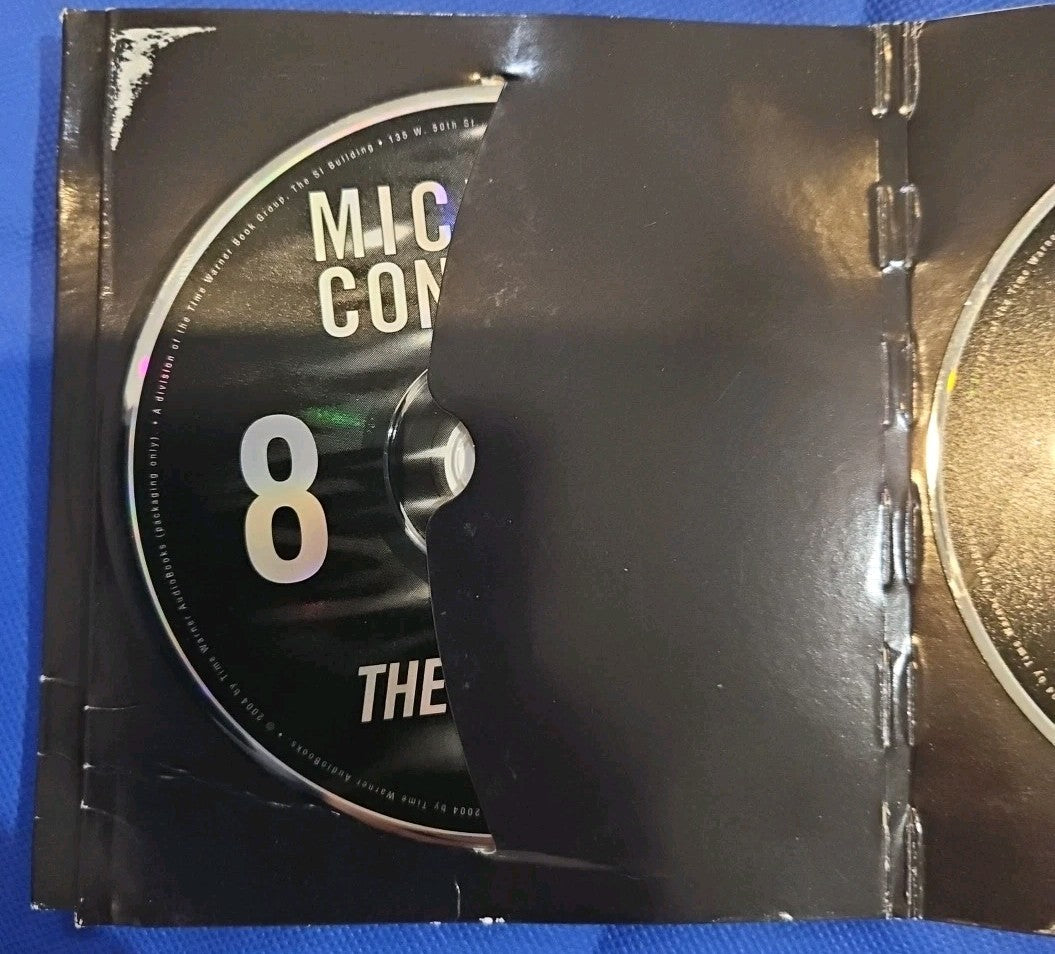 MIC
CON
8
THE
℗ 2004 by Time Warner AudioBooks (packaging only). • A division of the Time Warner Book Group, The SI Building • 135 W. 50th St.
2004 by Time Warner AudioBooks •